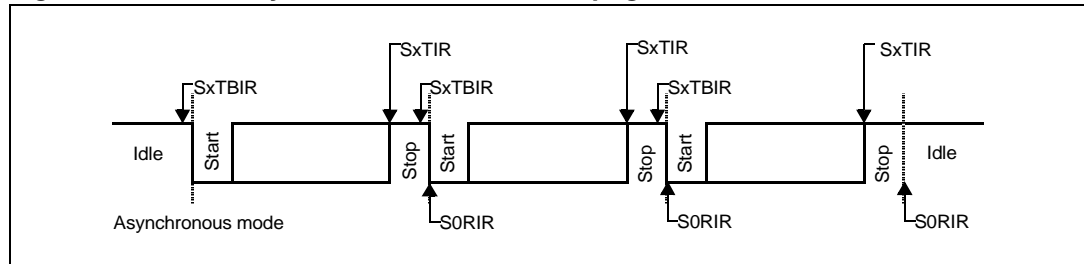 SxTIR SxTIR SxTIR
SxTBIR SxTBIR SxTBIR
Idle Start Stop Start Stop Start Stop Idle
Asynchronous mode S0RIR S0RIR S0RIR